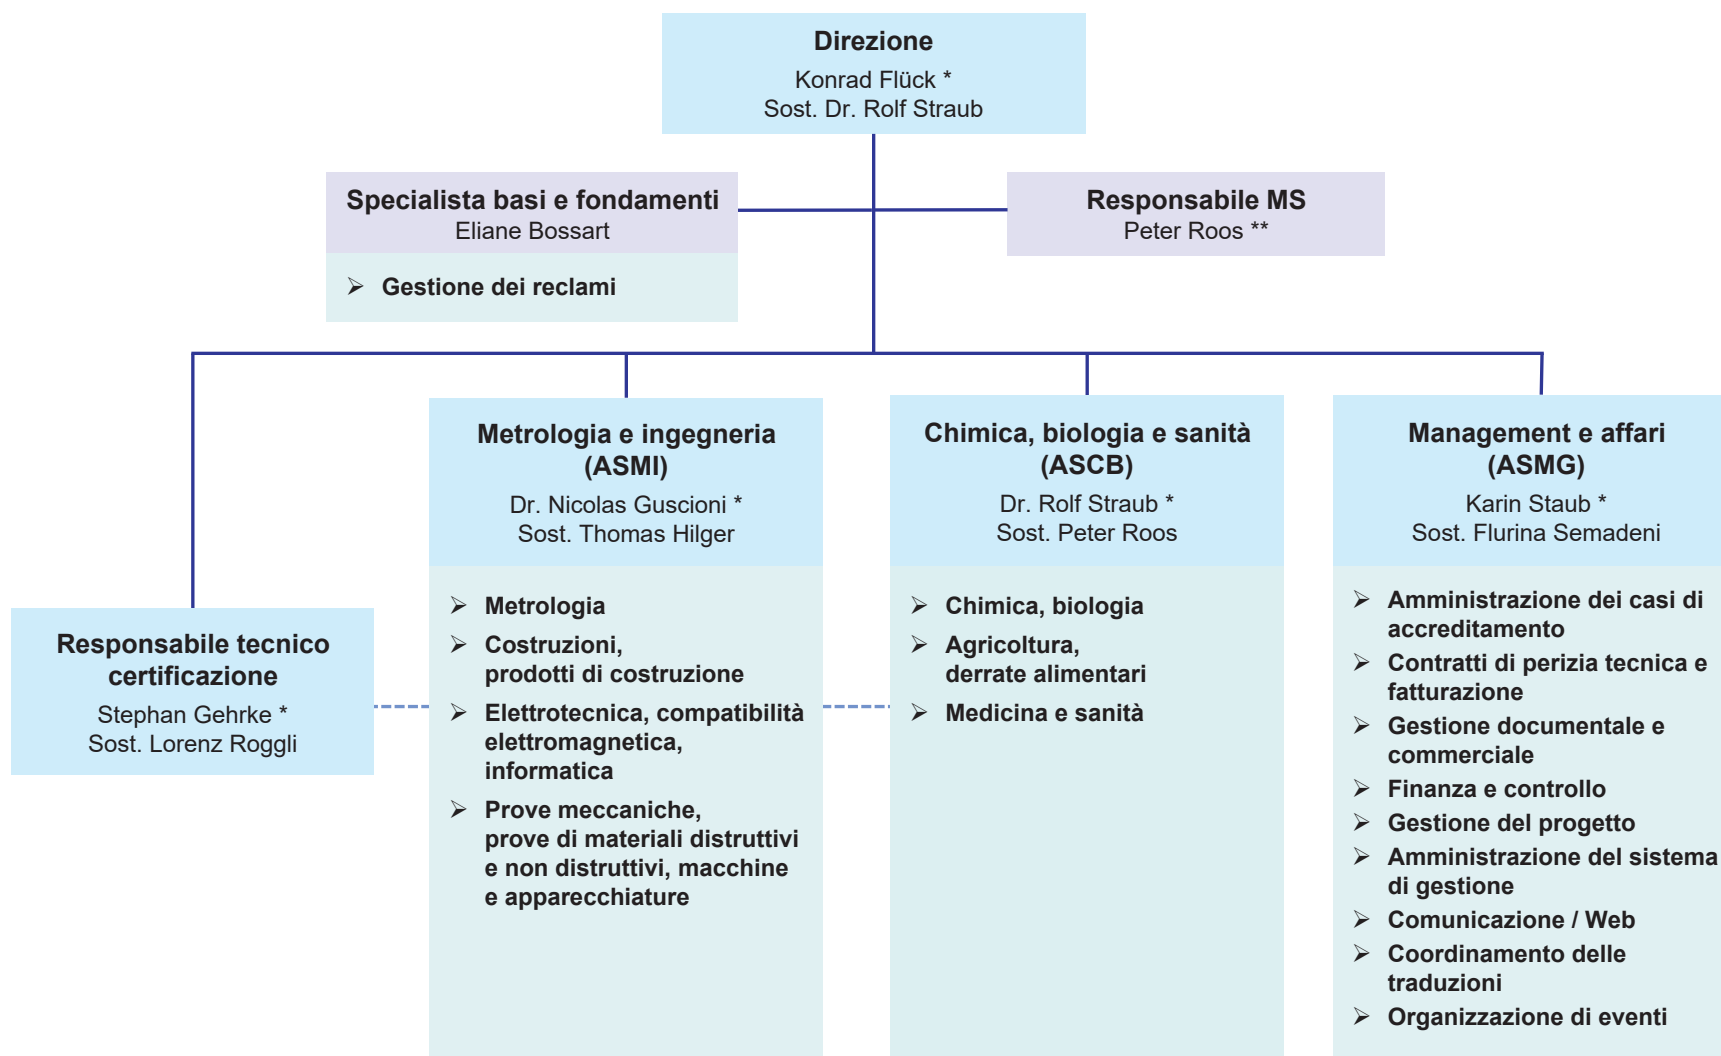 Direzione
Konrad Flück *
Sost. Dr. Rolf Straub
Specialista basi e fondamenti
Eliane Bossart
➢ Gestione dei reclami
Responsabile MS
Peter Roos **
Responsabile tecnico
certificazione
Stephan Gehrke *
Sost. Lorenz Roggli
Metrologia e ingegneria
(ASMI)
Dr. Nicolas Guscioni *
Sost. Thomas Hilger
➢ Metrologia
➢ Costruzioni,
prodotti di costruzione
➢ Elettrotecnica, compatibilità
elettromagnetica,
informatica
➢ Prove meccaniche,
prove di materiali distruttivi
e non distruttivi, macchine
e apparecchiature
Chimica, biologia e sanità
(ASCB)
Dr. Rolf Straub *
Sost. Peter Roos
➢ Chimica, biologia
➢ Agricoltura,
derrate alimentari
➢ Medicina e sanità
Management e affari
(ASMG)
Karin Staub *
Sost. Flurina Semadeni
➢ Amministrazione dei casi di
accreditamento
➢ Contratti di perizia tecnica e
fatturazione
➢ Gestione documentale e
commerciale
➢ Finanza e controllo
➢ Gestione del progetto
➢ Amministrazione del sistema
di gestione
➢ Comunicazione / Web
➢ Coordinamento delle
traduzioni
➢ Organizzazione di eventi